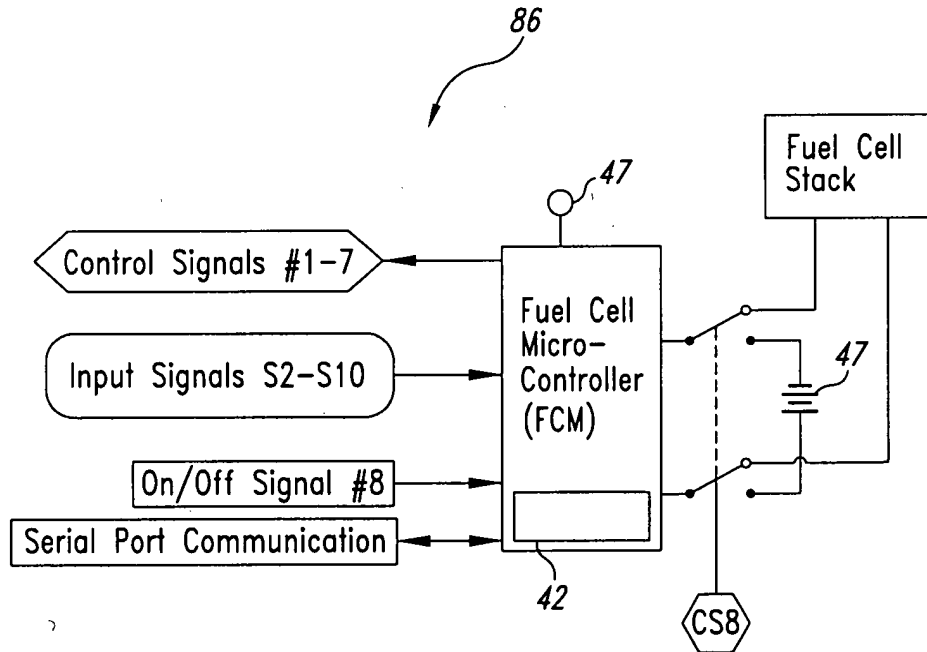 86
Fuel Cell
Stack
47
Control Signals #1–7
Fuel Cell
Micro-
Controller
(FCM)
Input Signals S2–S10
47
On/Off Signal #8
Serial Port Communication
42
CS8